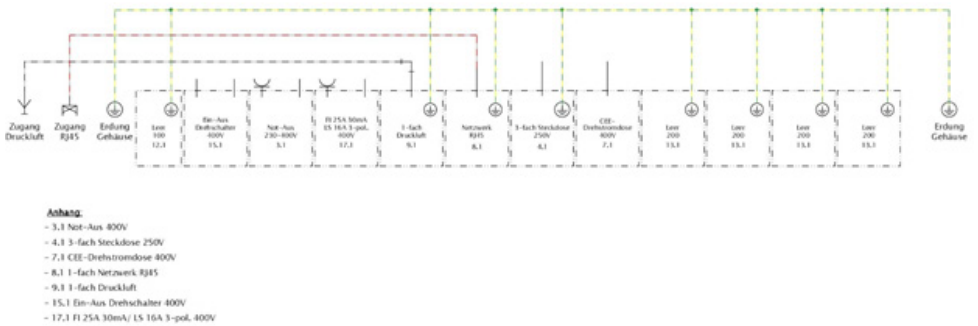 Zugang
Druckluft
Zugang
RJ45
Erdung
Gehäuse
Leer
100
12.1
Ein-Aus
Drehschalter
400V
15.1
Not-Aus
230-400V
3.1
FI 25A 30mA
LS 16A 3-pol.
400V
17.1
1-fach
Druckluft
9.1
Netzwerk
RJ45
8.1
3-fach Steckdose
250V
4.1
CEE-
Drehstromdose
400V
7.1
Leer
200
13.1
Leer
200
13.1
Leer
200
13.1
Leer
200
13.1
Erdung
Gehäuse
Anhang:
- 3.1 Not-Aus 400V
- 4.1 3-fach Steckdose 250V
- 7.1 CEE-Drehstromdose 400V
- 8.1 1-fach Netzwerk RJ45
- 9.1 1-fach Druckluft
- 15.1 Ein-Aus Drehschalter 400V
- 17.1 FI 25A 30mA/ LS 16A 3-pol. 400V